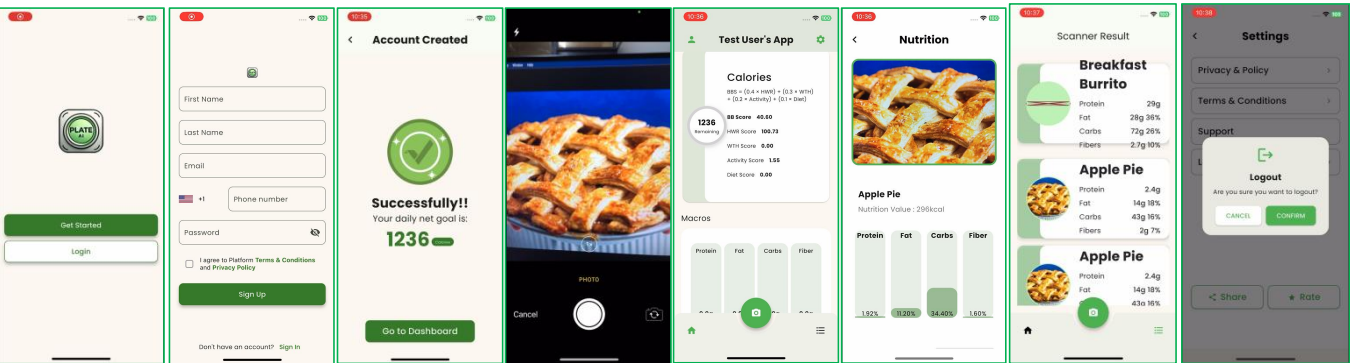 PLATE
AI
Get Started
Login
First Name
Last Name
Email
+1
Phone number
Password
I agree to Platform Terms & Conditions
and Privacy Policy
Sign Up
Don't have an account? Sign In
10:35
Account Created
Successfully!!
Your daily net goal is:
1236
Go to Dashboard
PHOTO
Cancel
10:36
Test User's App
Calories
BBS = (0.4 × HWR) + (0.3 × WTH)
+ (0.2 × Activity) + (0.1 × Diet)
1236
Remaining
BB Score 40.60
HWR Score 100.73
WTH Score 0.00
Activity Score 1.55
Diet Score 0.00
Macros
Protein Fat Carbs Fiber
10:36
Nutrition
Apple Pie
Nutrition Value : 296kcal
Protein Fat Carbs Fiber
1.92% 11.20% 34.40% 1.60%
10:37
Scanner Result
Breakfast
Burrito
Protein 29g
Fat 28g 36%
Carbs 72g 26%
Fibers 2.7g 10%
Apple Pie
Protein 2.4g
Fat 14g 18%
Carbs 43g 16%
Fibers 2g 7%
Apple Pie
Protein 2.4g
Fat 14g 18%
Carbs 43g 16%
10:38
Settings
Privacy & Policy
Terms & Conditions
Support
Logout
Are you sure you want to logout?
CANCEL
CONFIRM
Share
Rate